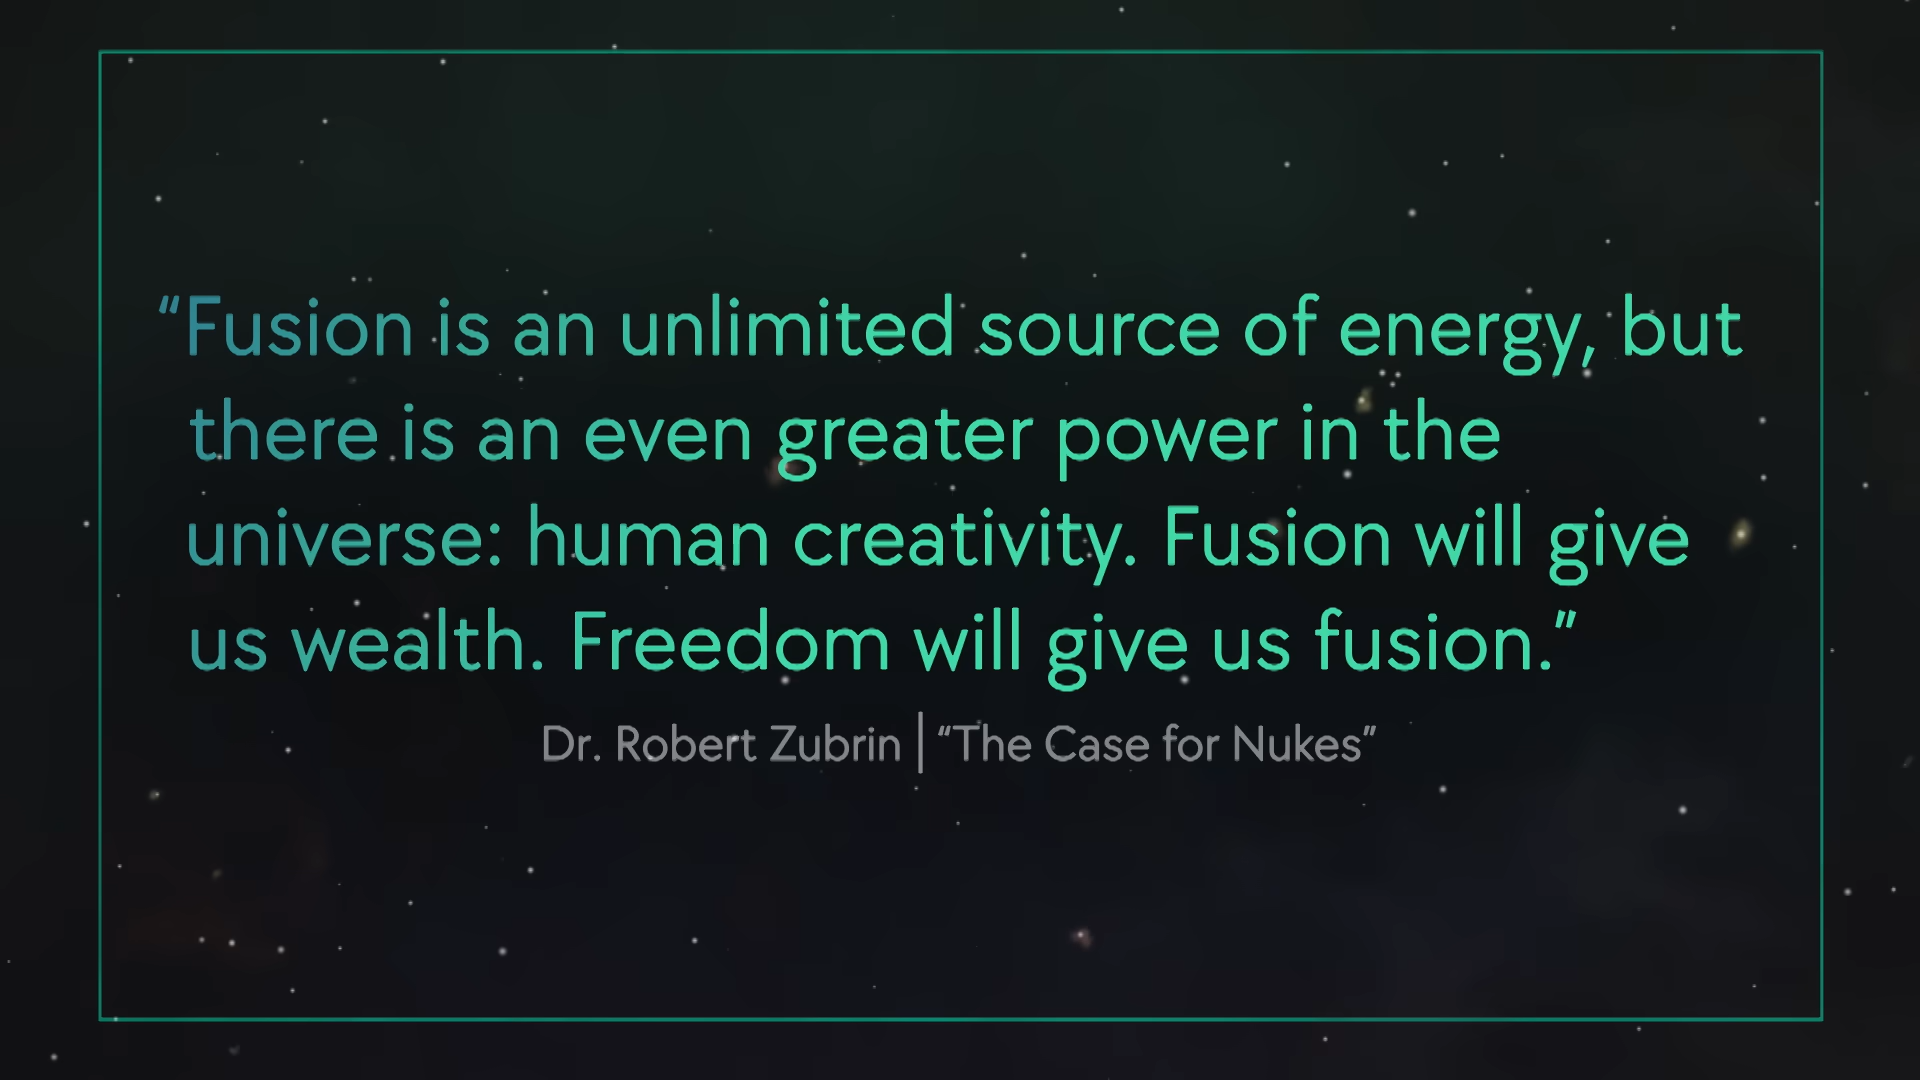 “Fusion is an unlimited source of energy, but
there is an even greater power in the
universe: human creativity. Fusion will give
us wealth. Freedom will give us fusion.”
Dr. Robert Zubrin | “The Case for Nukes”